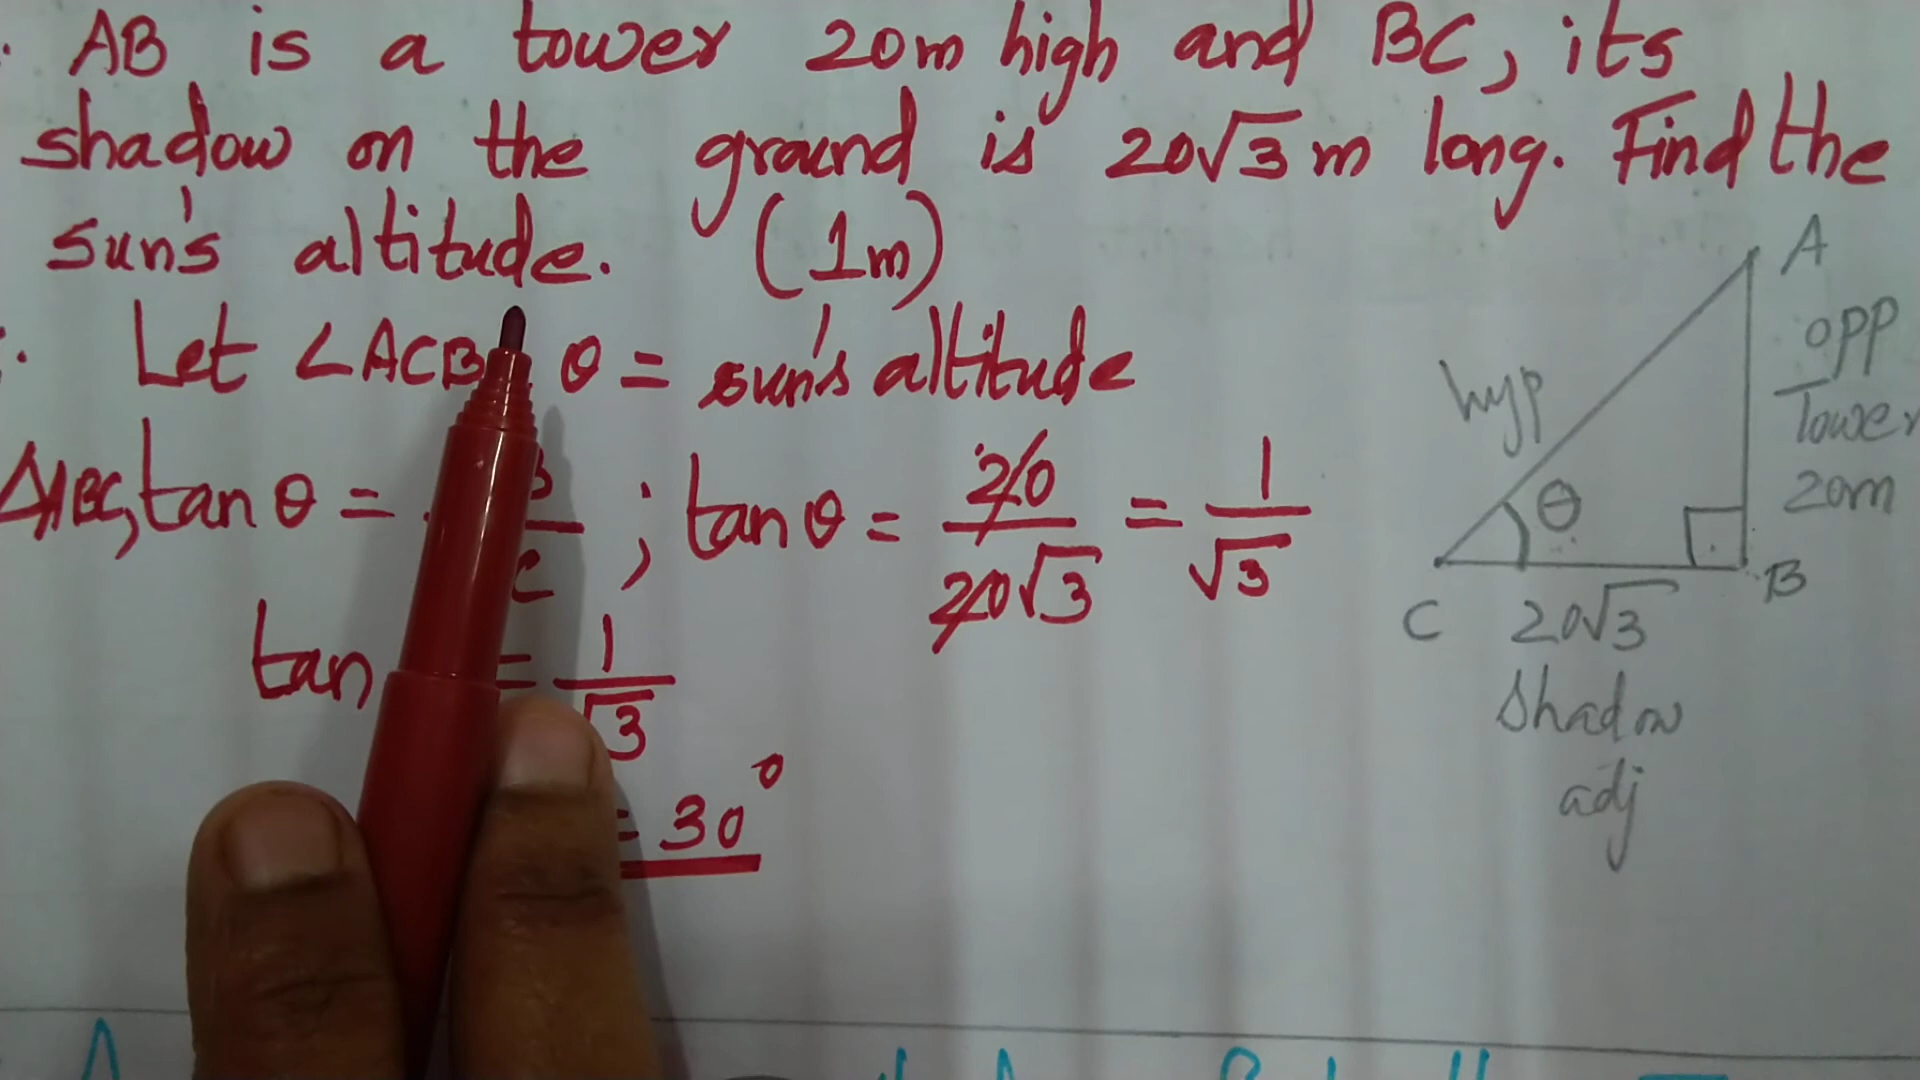 AB is a tower 20m high and BC, its
shadow on the ground is 20√3 m long. Find the
sun's altitude. (1m)
Let ∠ACB θ = sun's altitude
ΔABC, tan θ = ; tan θ = 20/20√3 = 1/√3
tan = 1/√3
= 30°
A
opp
Tower
20m
hyp
θ
B
C 20√3
Shadow
adj